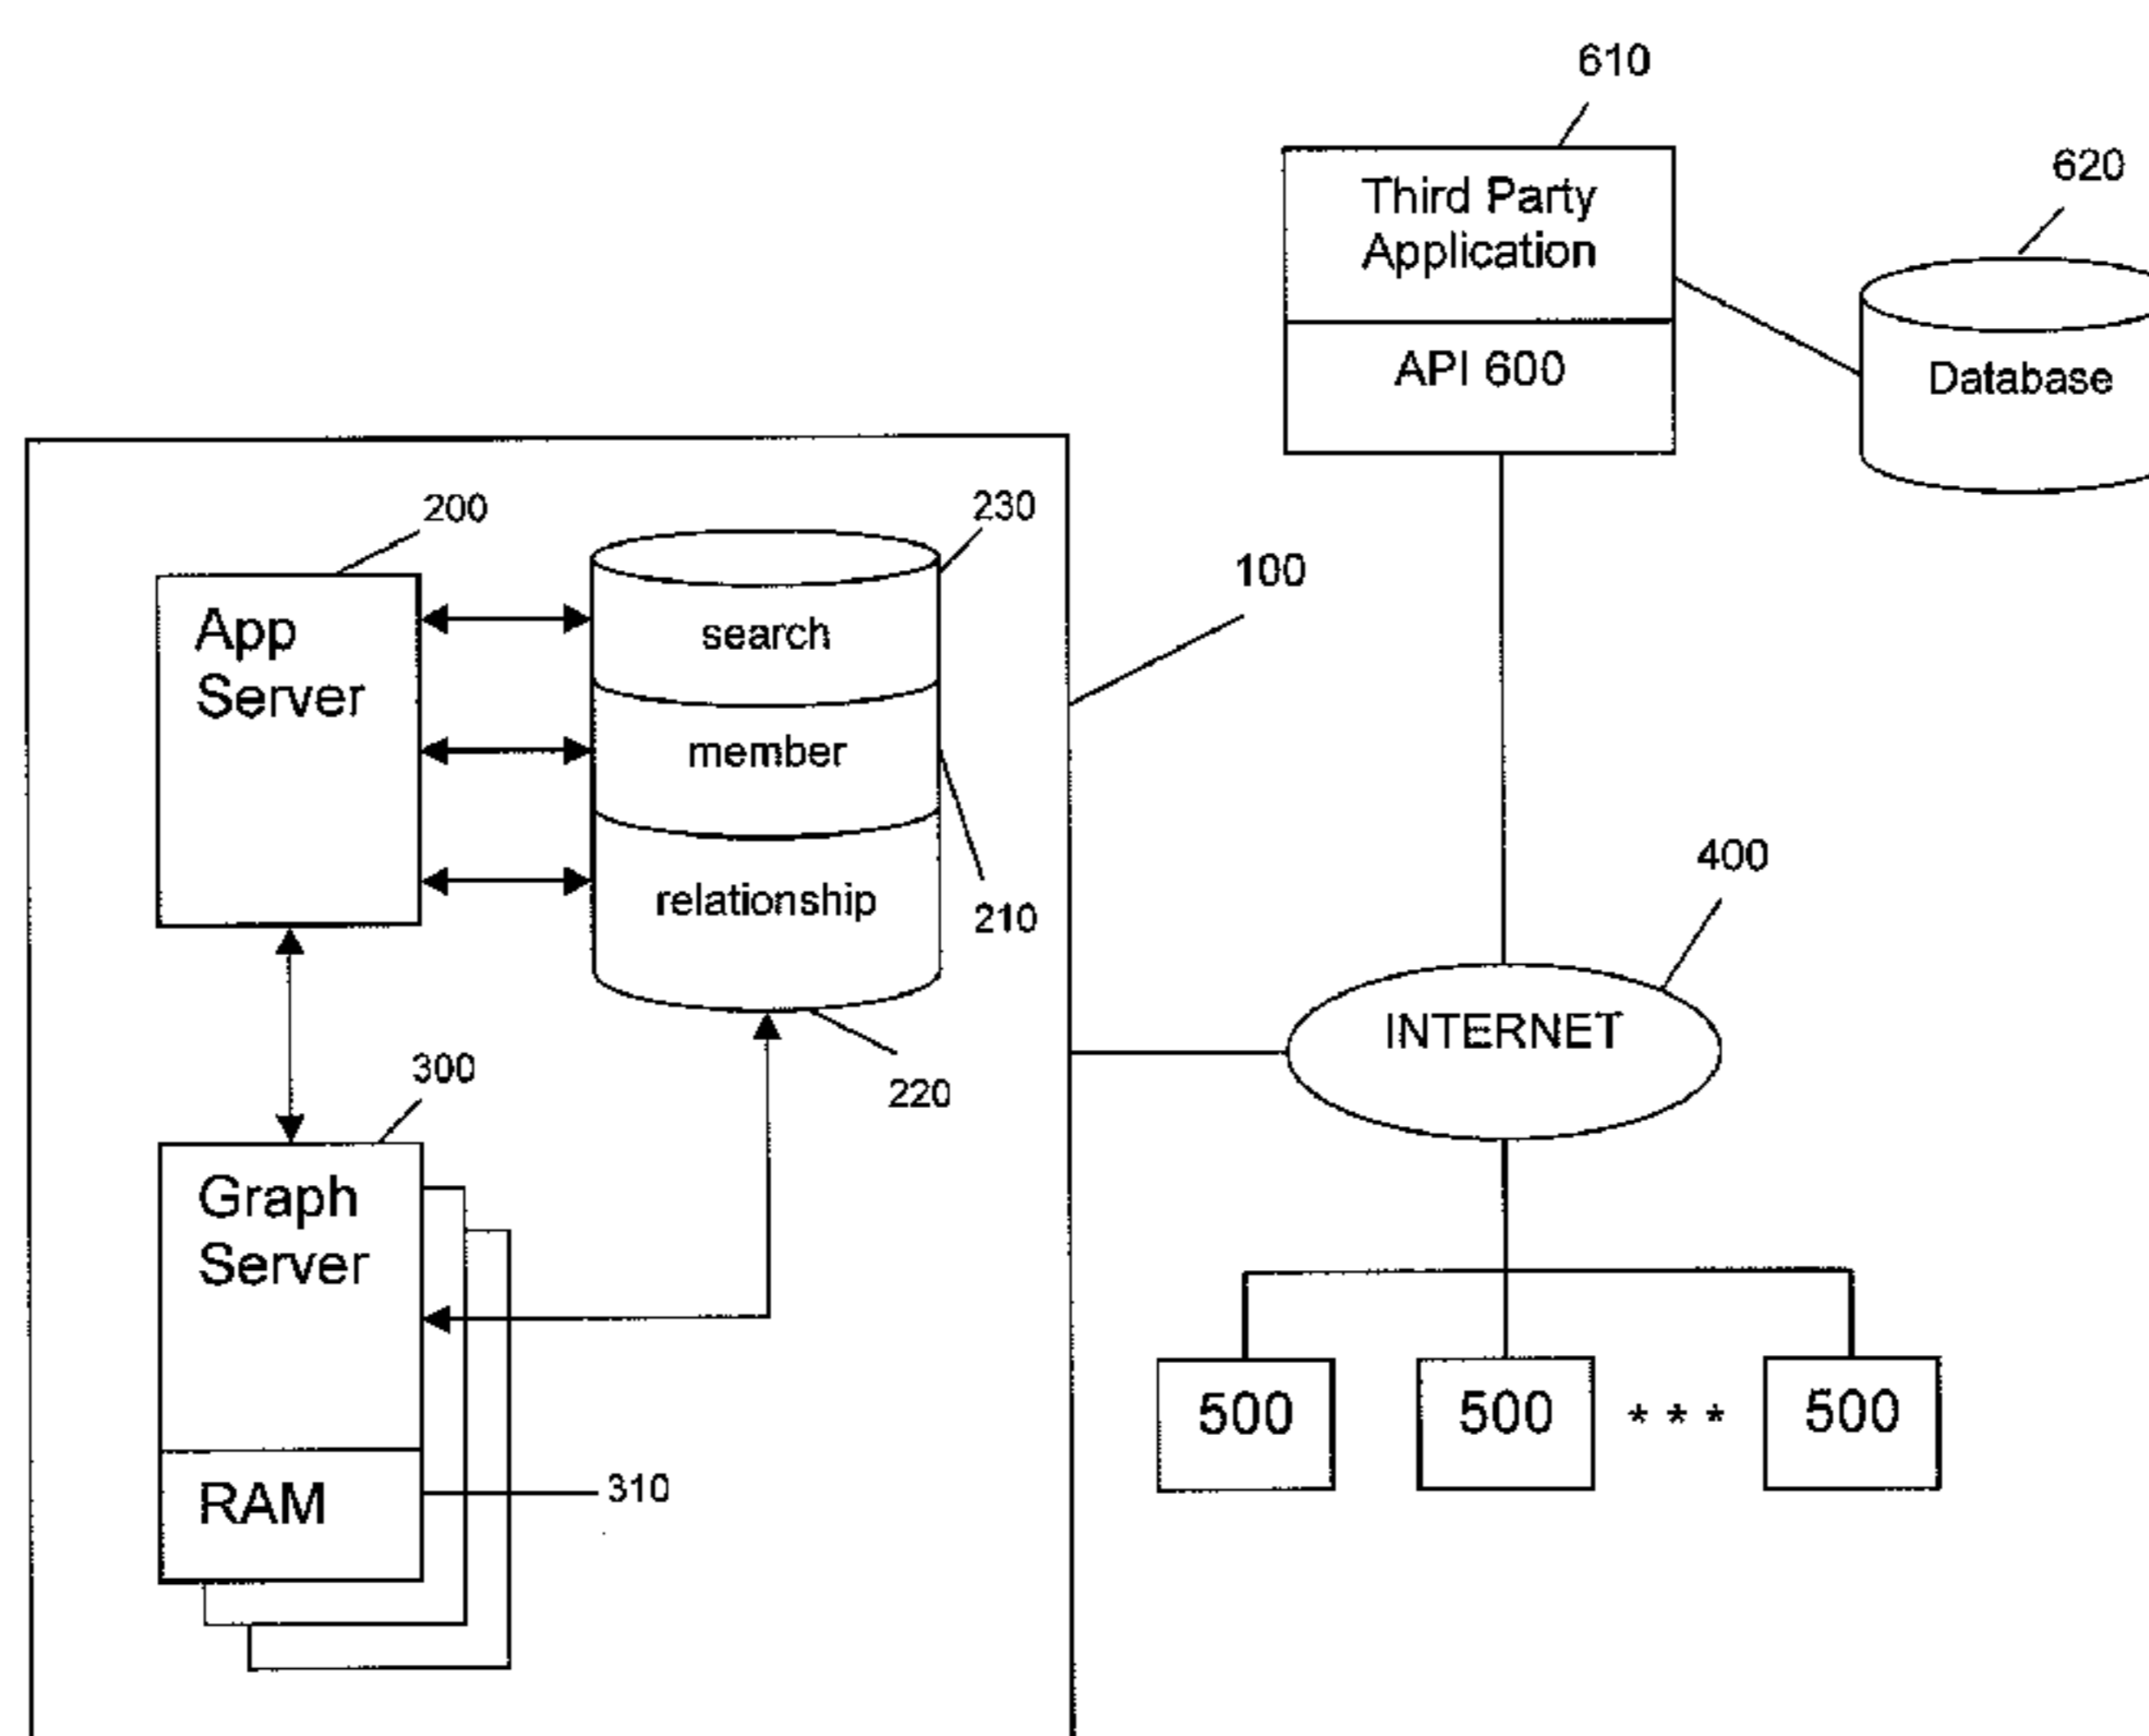 610
620
Third Party
Application
API 600
Database
200
230
100
App
Server
search
member
relationship
210
400
INTERNET
220
300
Graph
Server
RAM
310
500
500
* * *
500